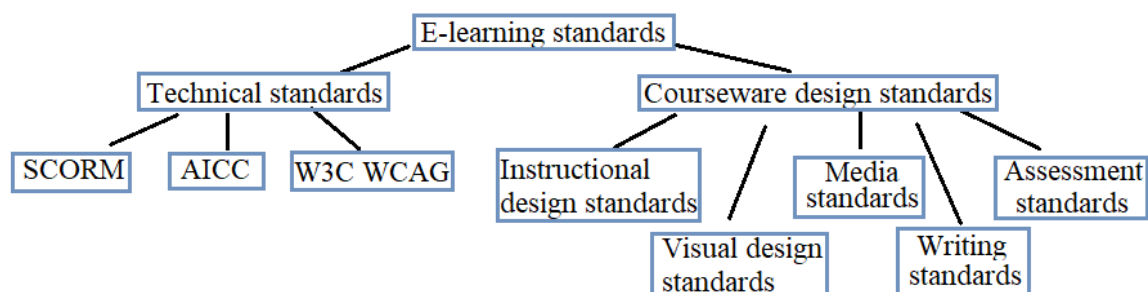 E-learning standards
Technical standards
Courseware design standards
SCORM
AICC
W3C WCAG
Instructional
design standards
Media
standards
Assessment
standards
Visual design
standards
Writing
standards